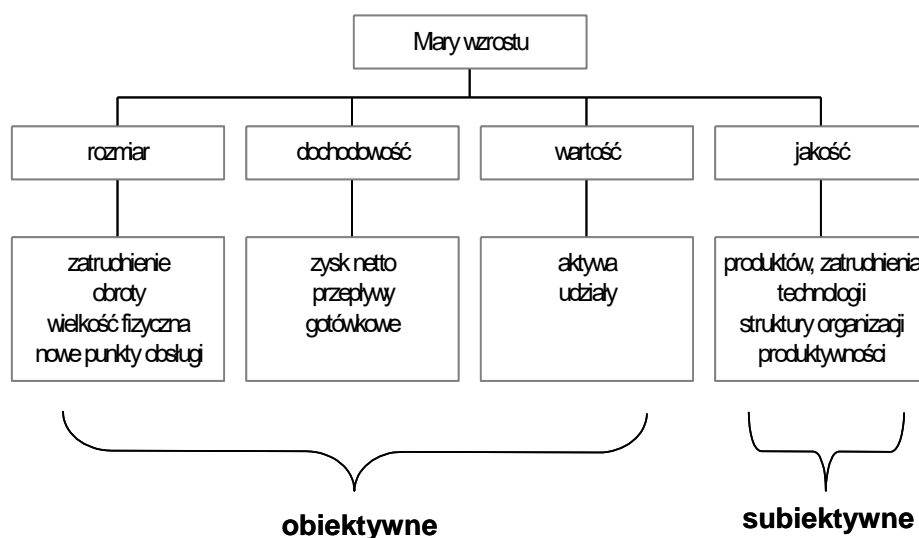 Mary wzrostu
rozmiar
dochodowość
wartość
jakość
zatrudnienie
obroty
wielkość fizyczna
nowe punkty obsługi
zysk netto
przepływy
gotówkowe
aktywa
udziały
produktów, zatrudnienia
technologii
struktury organizacji
produktywności
obiektywne
subiektywne